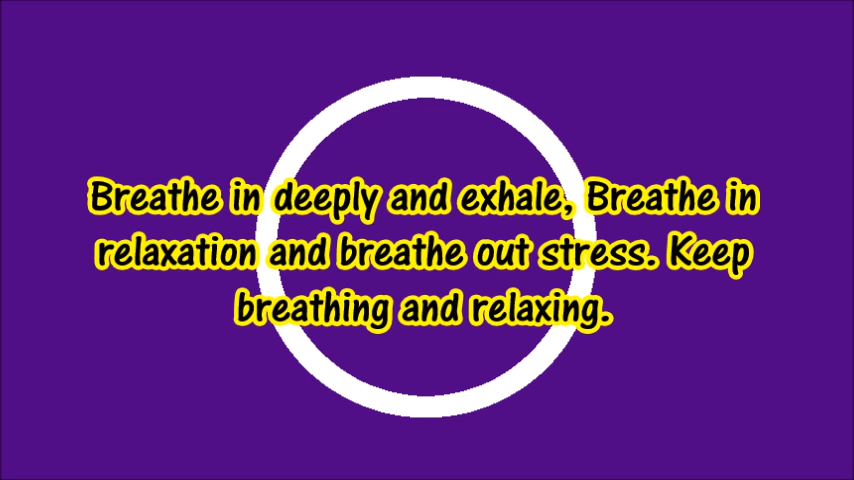 Breathe in deeply and exhale, Breathe in
relaxation and breathe out stress. Keep
breathing and relaxing.